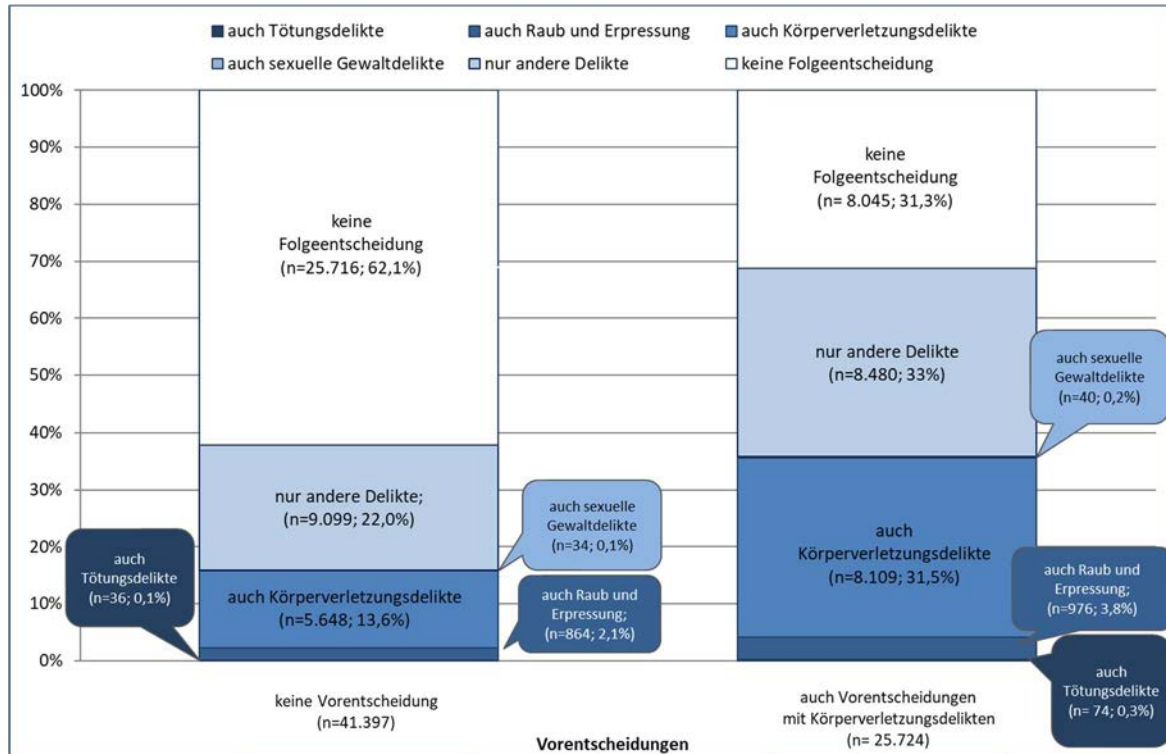 auch Tötungsdelikte
auch Raub und Erpressung
auch Körperverletzungsdelikte
auch sexuelle Gewaltdelikte
nur andere Delikte
keine Folgeentscheidung
100%
90%
80%
70%
60%
50%
40%
30%
20%
10%
0%
keine
Folgeentscheidung
(n=25.716; 62,1%)
nur andere Delikte;
(n=9.099; 22,0%)
auch Körperverletzungsdelikte
(n=5.648; 13,6%)
auch
Tötungsdelikte
(n=36; 0,1%)
auch sexuelle
Gewaltdelikte
(n=34; 0,1%)
auch Raub und
Erpressung;
(n=864; 2,1%)
keine
Folgeentscheidung
(n= 8.045; 31,3%)
nur andere Delikte
(n=8.480; 33%)
auch
Körperverletzungsdelikte
(n=8.109; 31,5%)
auch sexuelle
Gewaltdelikte
(n=40; 0,2%)
auch Raub und
Erpressung;
(n=976; 3,8%)
auch
Tötungsdelikte
(n= 74; 0,3%)
keine Vorentscheidung
(n=41.397)
auch Vorentscheidungen
mit Körperverletzungsdelikten
(n= 25.724)
Vorentscheidungen